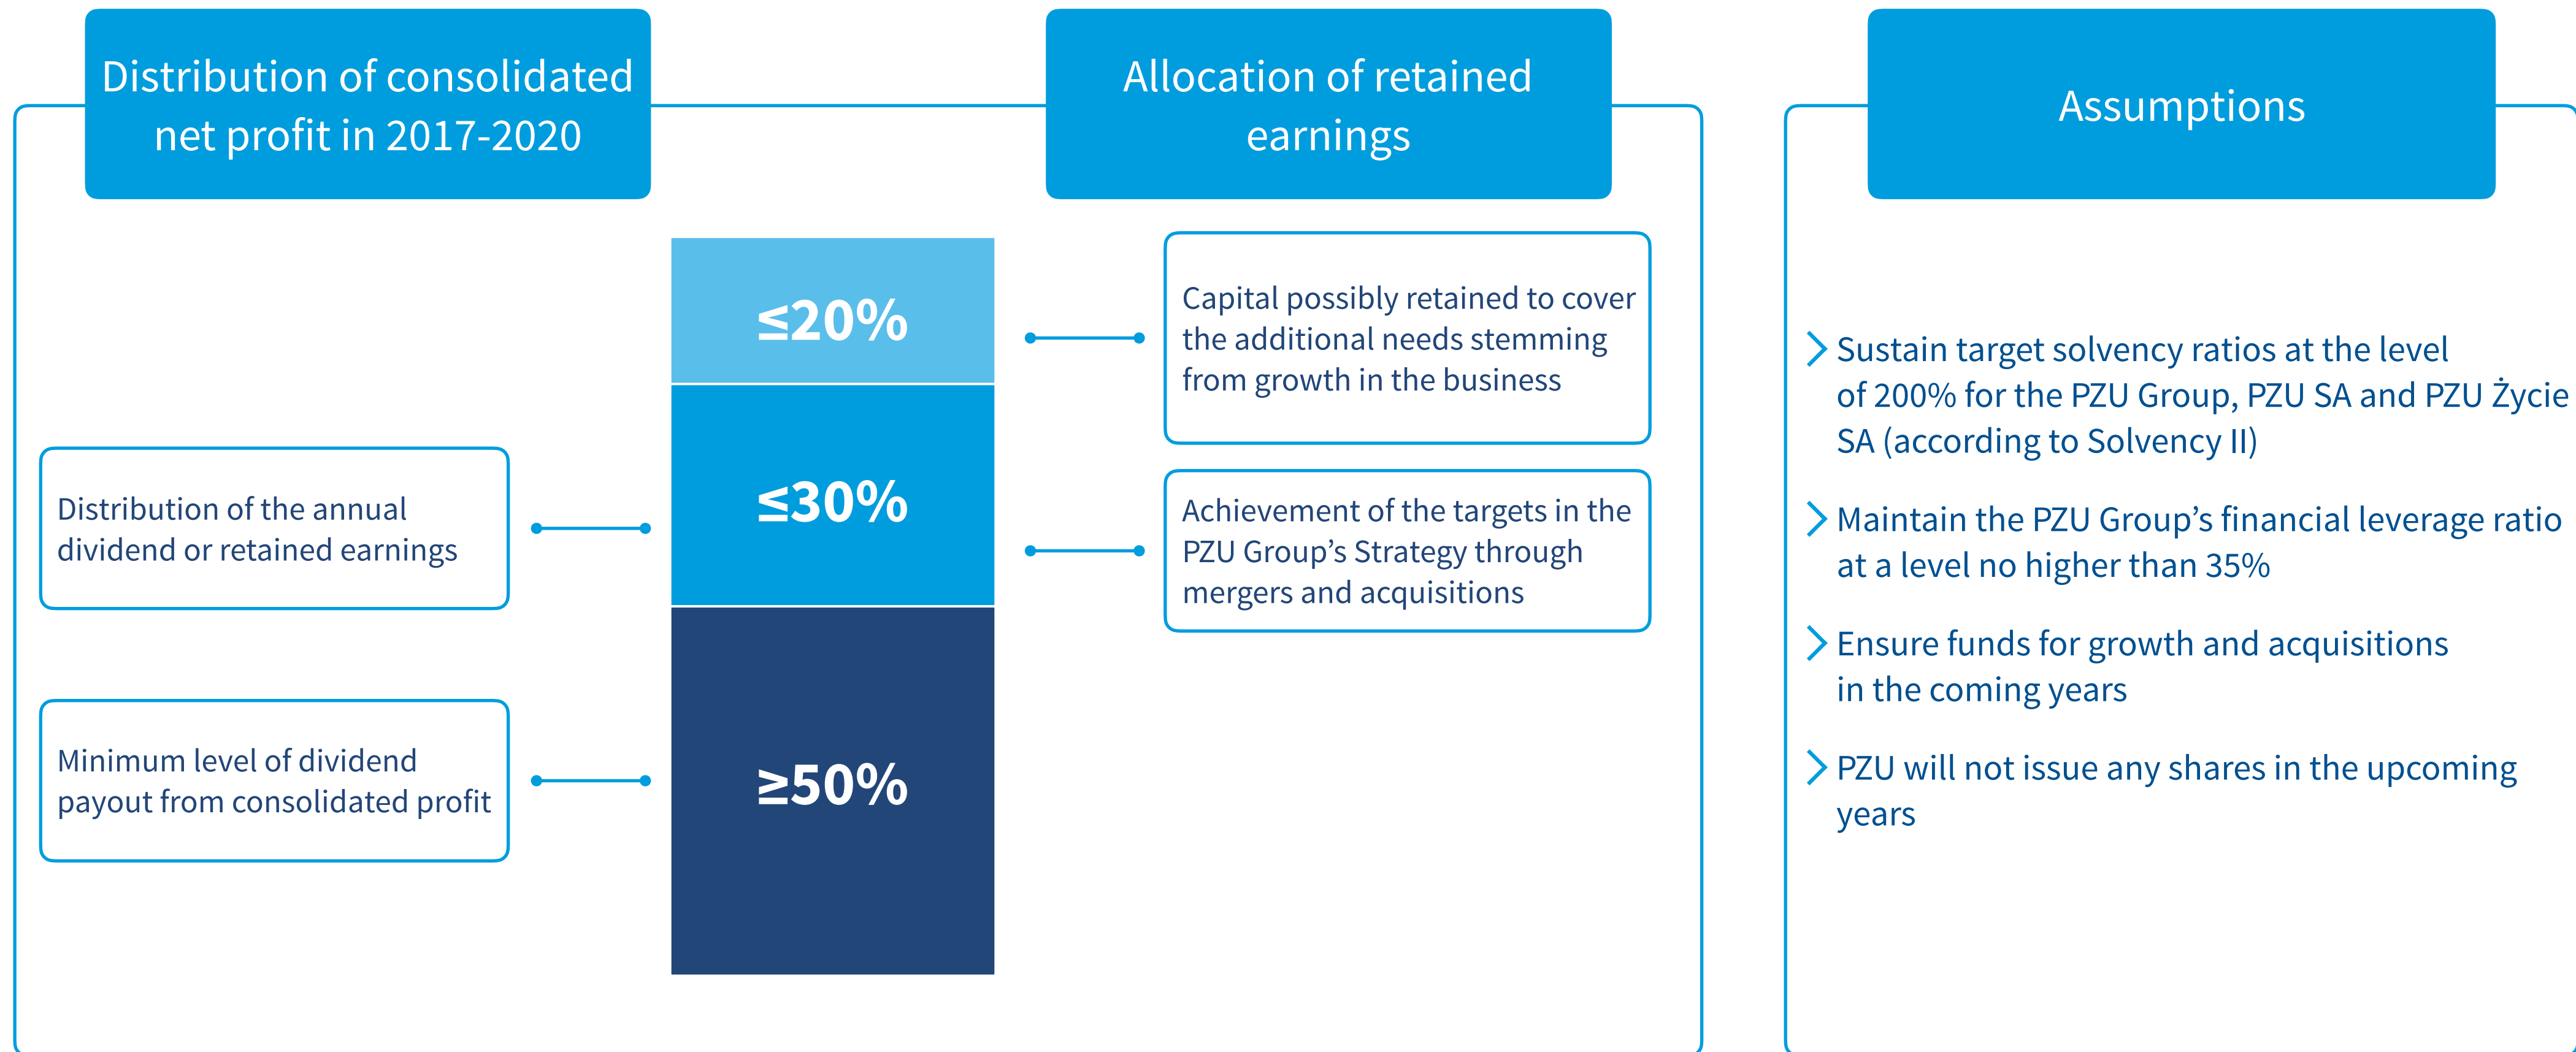 Distribution of consolidated
net profit in 2017-2020
Allocation of retained
earnings
Assumptions
≤20%
≤30%
≥50%
Distribution of the annual
dividend or retained earnings
Minimum level of dividend
payout from consolidated profit
Capital possibly retained to cover
the additional needs stemming
from growth in the business
Achievement of the targets in the
PZU Group’s Strategy through
mergers and acquisitions
Sustain target solvency ratios at the level
of 200% for the PZU Group, PZU SA and PZU Życie
SA (according to Solvency II)
Maintain the PZU Group’s financial leverage ratio
at a level no higher than 35%
Ensure funds for growth and acquisitions
in the coming years
PZU will not issue any shares in the upcoming
years